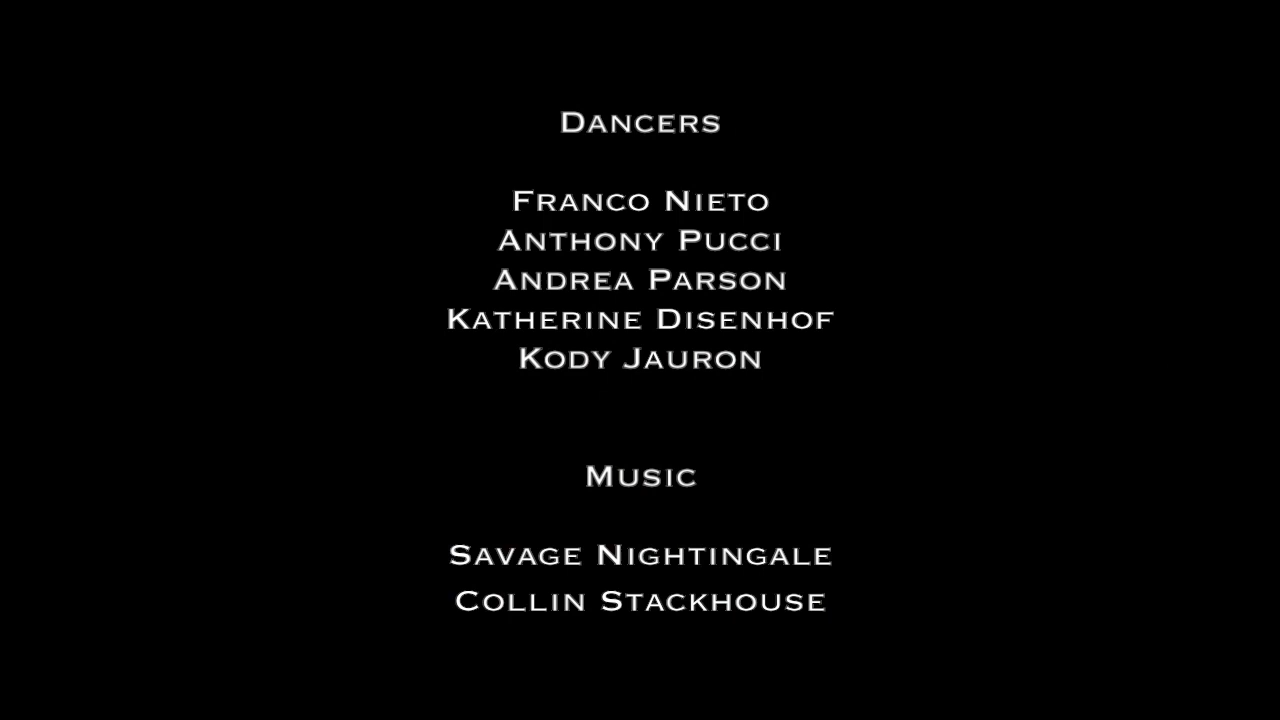 Dancers
Franco Nieto
Anthony Pucci
Andrea Parson
Katherine Disenhof
Kody Jauron
Music
Savage Nightingale
Collin Stackhouse